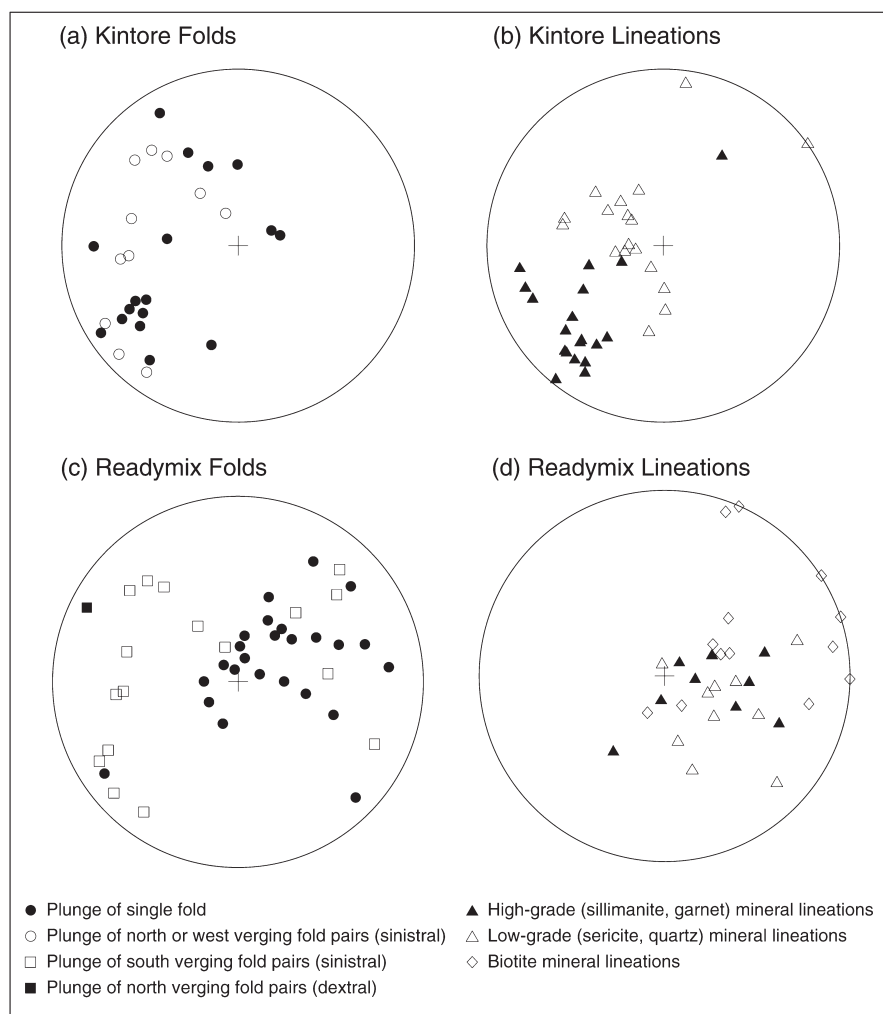 (a) Kintore Folds
(b) Kintore Lineations
(c) Readymix Folds
(d) Readymix Lineations
Plunge of single fold
Plunge of north or west verging fold pairs (sinistral)
Plunge of south verging fold pairs (sinistral)
Plunge of north verging fold pairs (dextral)
High-grade (sillimanite, garnet) mineral lineations
Low-grade (sericite, quartz) mineral lineations
Biotite mineral lineations